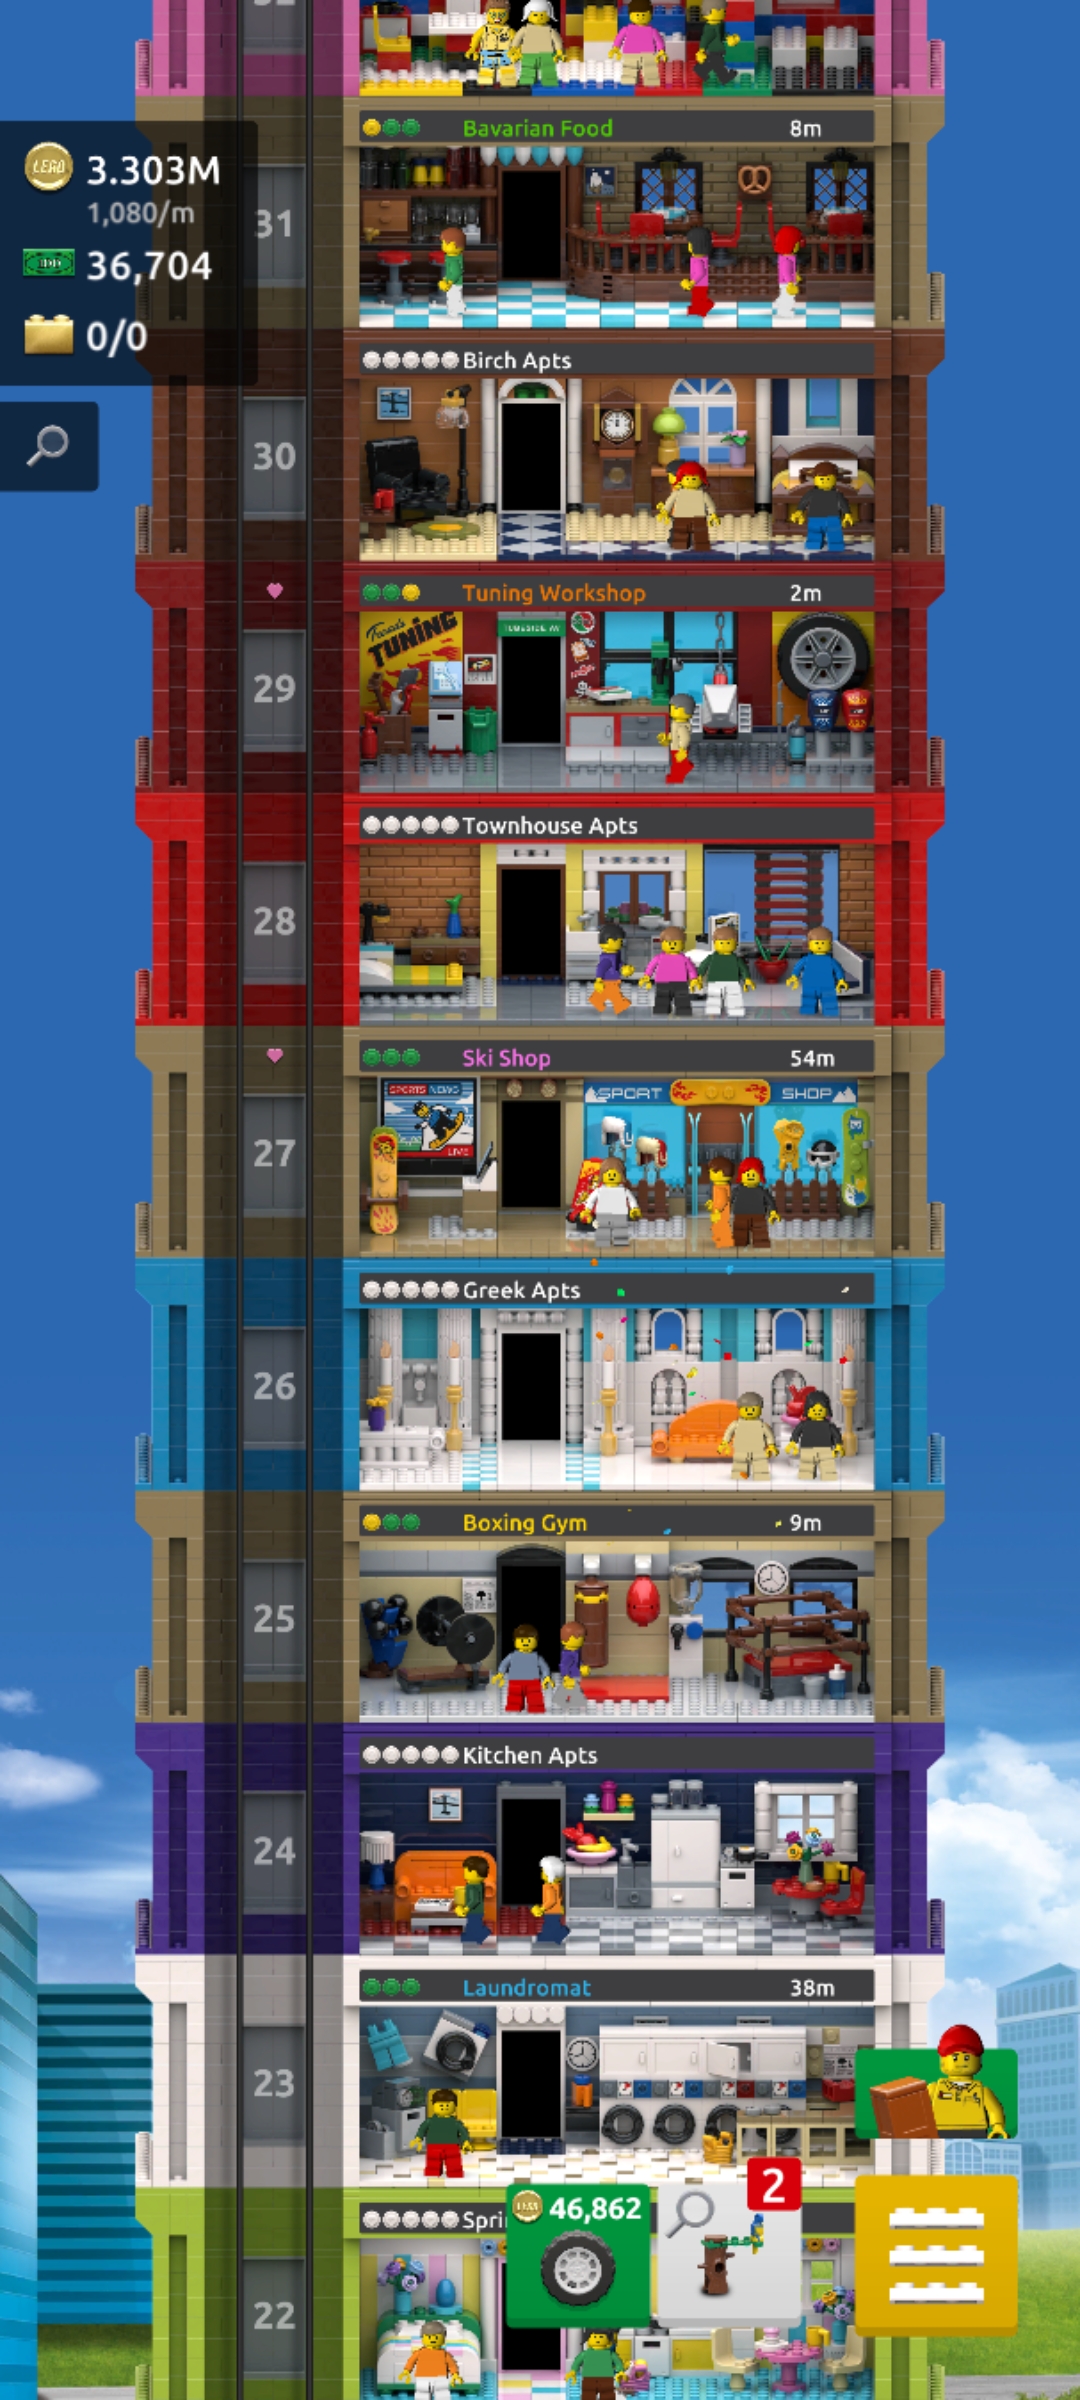 Bavarian Food 8m
LEGO 3.303M
1,080/m
31
36,704
0/0
Birch Apts
30
Tuning Workshop 2m
TUNING
29
Townhouse Apts
28
Ski Shop 54m
SPORTS NEWS
SPORT SHOP
LIVE
27
Greek Apts
26
Boxing Gym 9m
25
Kitchen Apts
24
Laundromat 38m
23
2
46,862
Spri
22